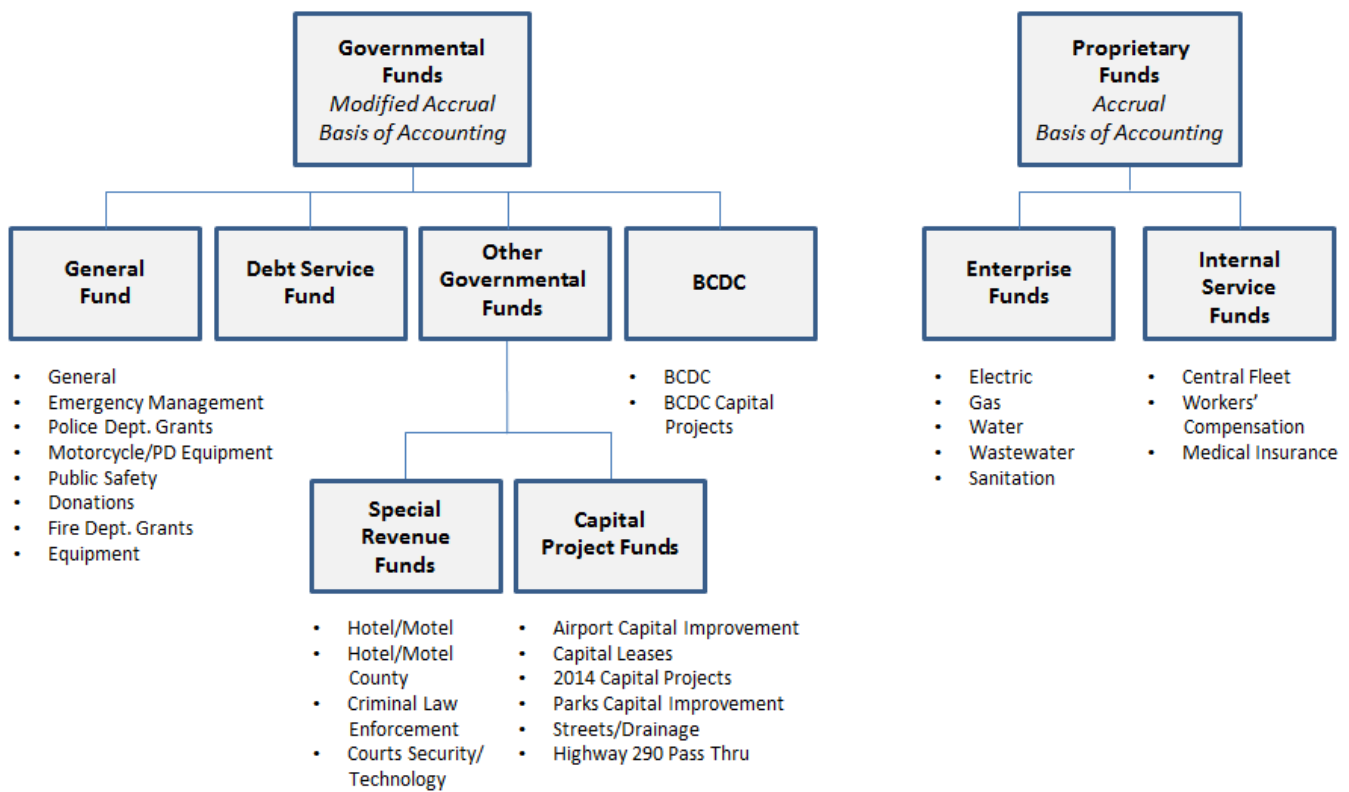 Governmental
Funds
Modified Accrual
Basis of Accounting
Proprietary
Funds
Accrual
Basis of Accounting
General
Fund
Debt Service
Fund
Other
Governmental
Funds
BCDC
Enterprise
Funds
Internal
Service
Funds
• General
• Emergency Management
• Police Dept. Grants
• Motorcycle/PD Equipment
• Public Safety
• Donations
• Fire Dept. Grants
• Equipment
• BCDC
• BCDC Capital
Projects
• Electric
• Gas
• Water
• Wastewater
• Sanitation
• Central Fleet
• Workers’
Compensation
• Medical Insurance
Special
Revenue
Funds
Capital
Project Funds
• Hotel/Motel
• Hotel/Motel
County
• Criminal Law
Enforcement
• Courts Security/
Technology
• Airport Capital Improvement
• Capital Leases
• 2014 Capital Projects
• Parks Capital Improvement
• Streets/Drainage
• Highway 290 Pass Thru